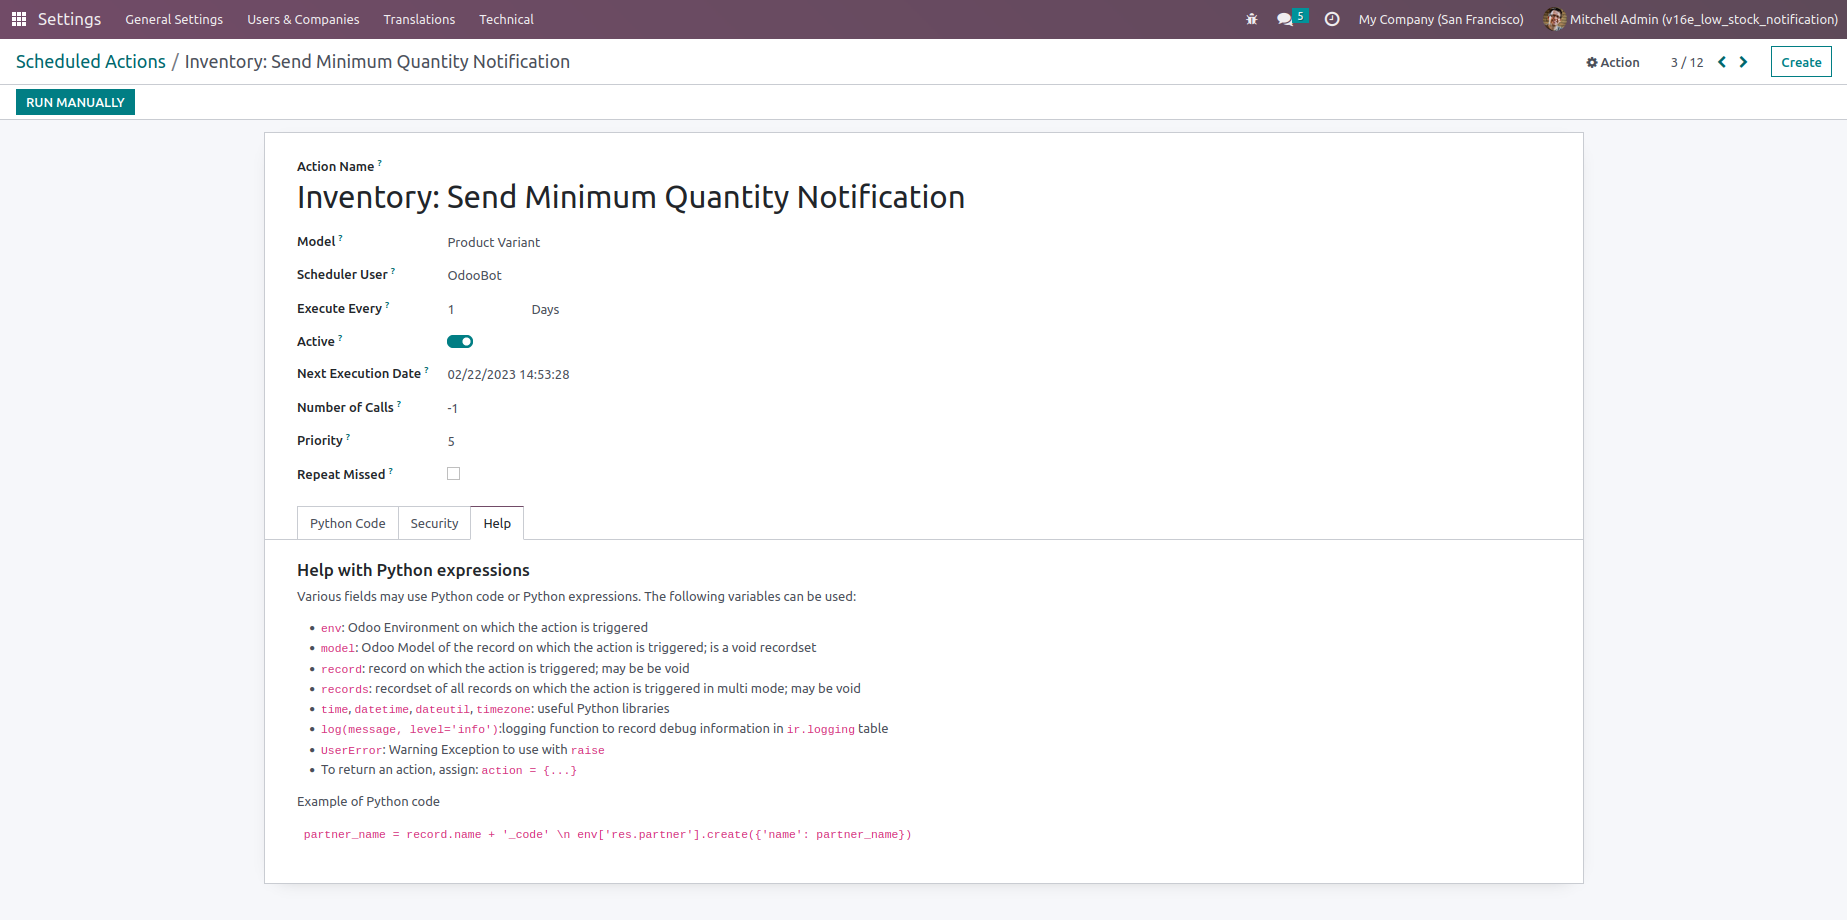 Settings General Settings Users & Companies Translations Technical 5 My Company (San Francisco) Mitchell Admin (v16e_low_stock_notification)
Scheduled Actions / Inventory: Send Minimum Quantity Notification Action 3 / 12 Create
RUN MANUALLY
Action Name ?
Inventory: Send Minimum Quantity Notification
Model ? Product Variant
Scheduler User ? OdooBot
Execute Every ? 1 Days
Active ?
Next Execution Date ? 02/22/2023 14:53:28
Number of Calls ? -1
Priority ? 5
Repeat Missed ?
Python Code Security Help
Help with Python expressions
Various fields may use Python code or Python expressions. The following variables can be used:
• env: Odoo Environment on which the action is triggered
• model: Odoo Model of the record on which the action is triggered; is a void recordset
• record: record on which the action is triggered; may be be void
• records: recordset of all records on which the action is triggered in multi mode; may be void
• time, datetime, dateutil, timezone: useful Python libraries
• log(message, level='info'):logging function to record debug information in ir.logging table
• UserError: Warning Exception to use with raise
• To return an action, assign: action = {...}
Example of Python code
partner_name = record.name + '_code' \n env['res.partner'].create({'name': partner_name})